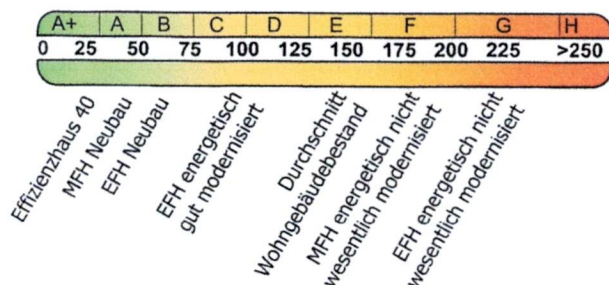 A+ A B C D E F G H
0 25 50 75 100 125 150 175 200 225 >250
Effizienzhaus 40
MFH Neubau
EFH Neubau
EFH energetisch
gut modernisiert
Durchschnitt
Wohngebäudebestand
MFH energetisch nicht
wesentlich modernisiert
EFH energetisch nicht
wesentlich modernisiert